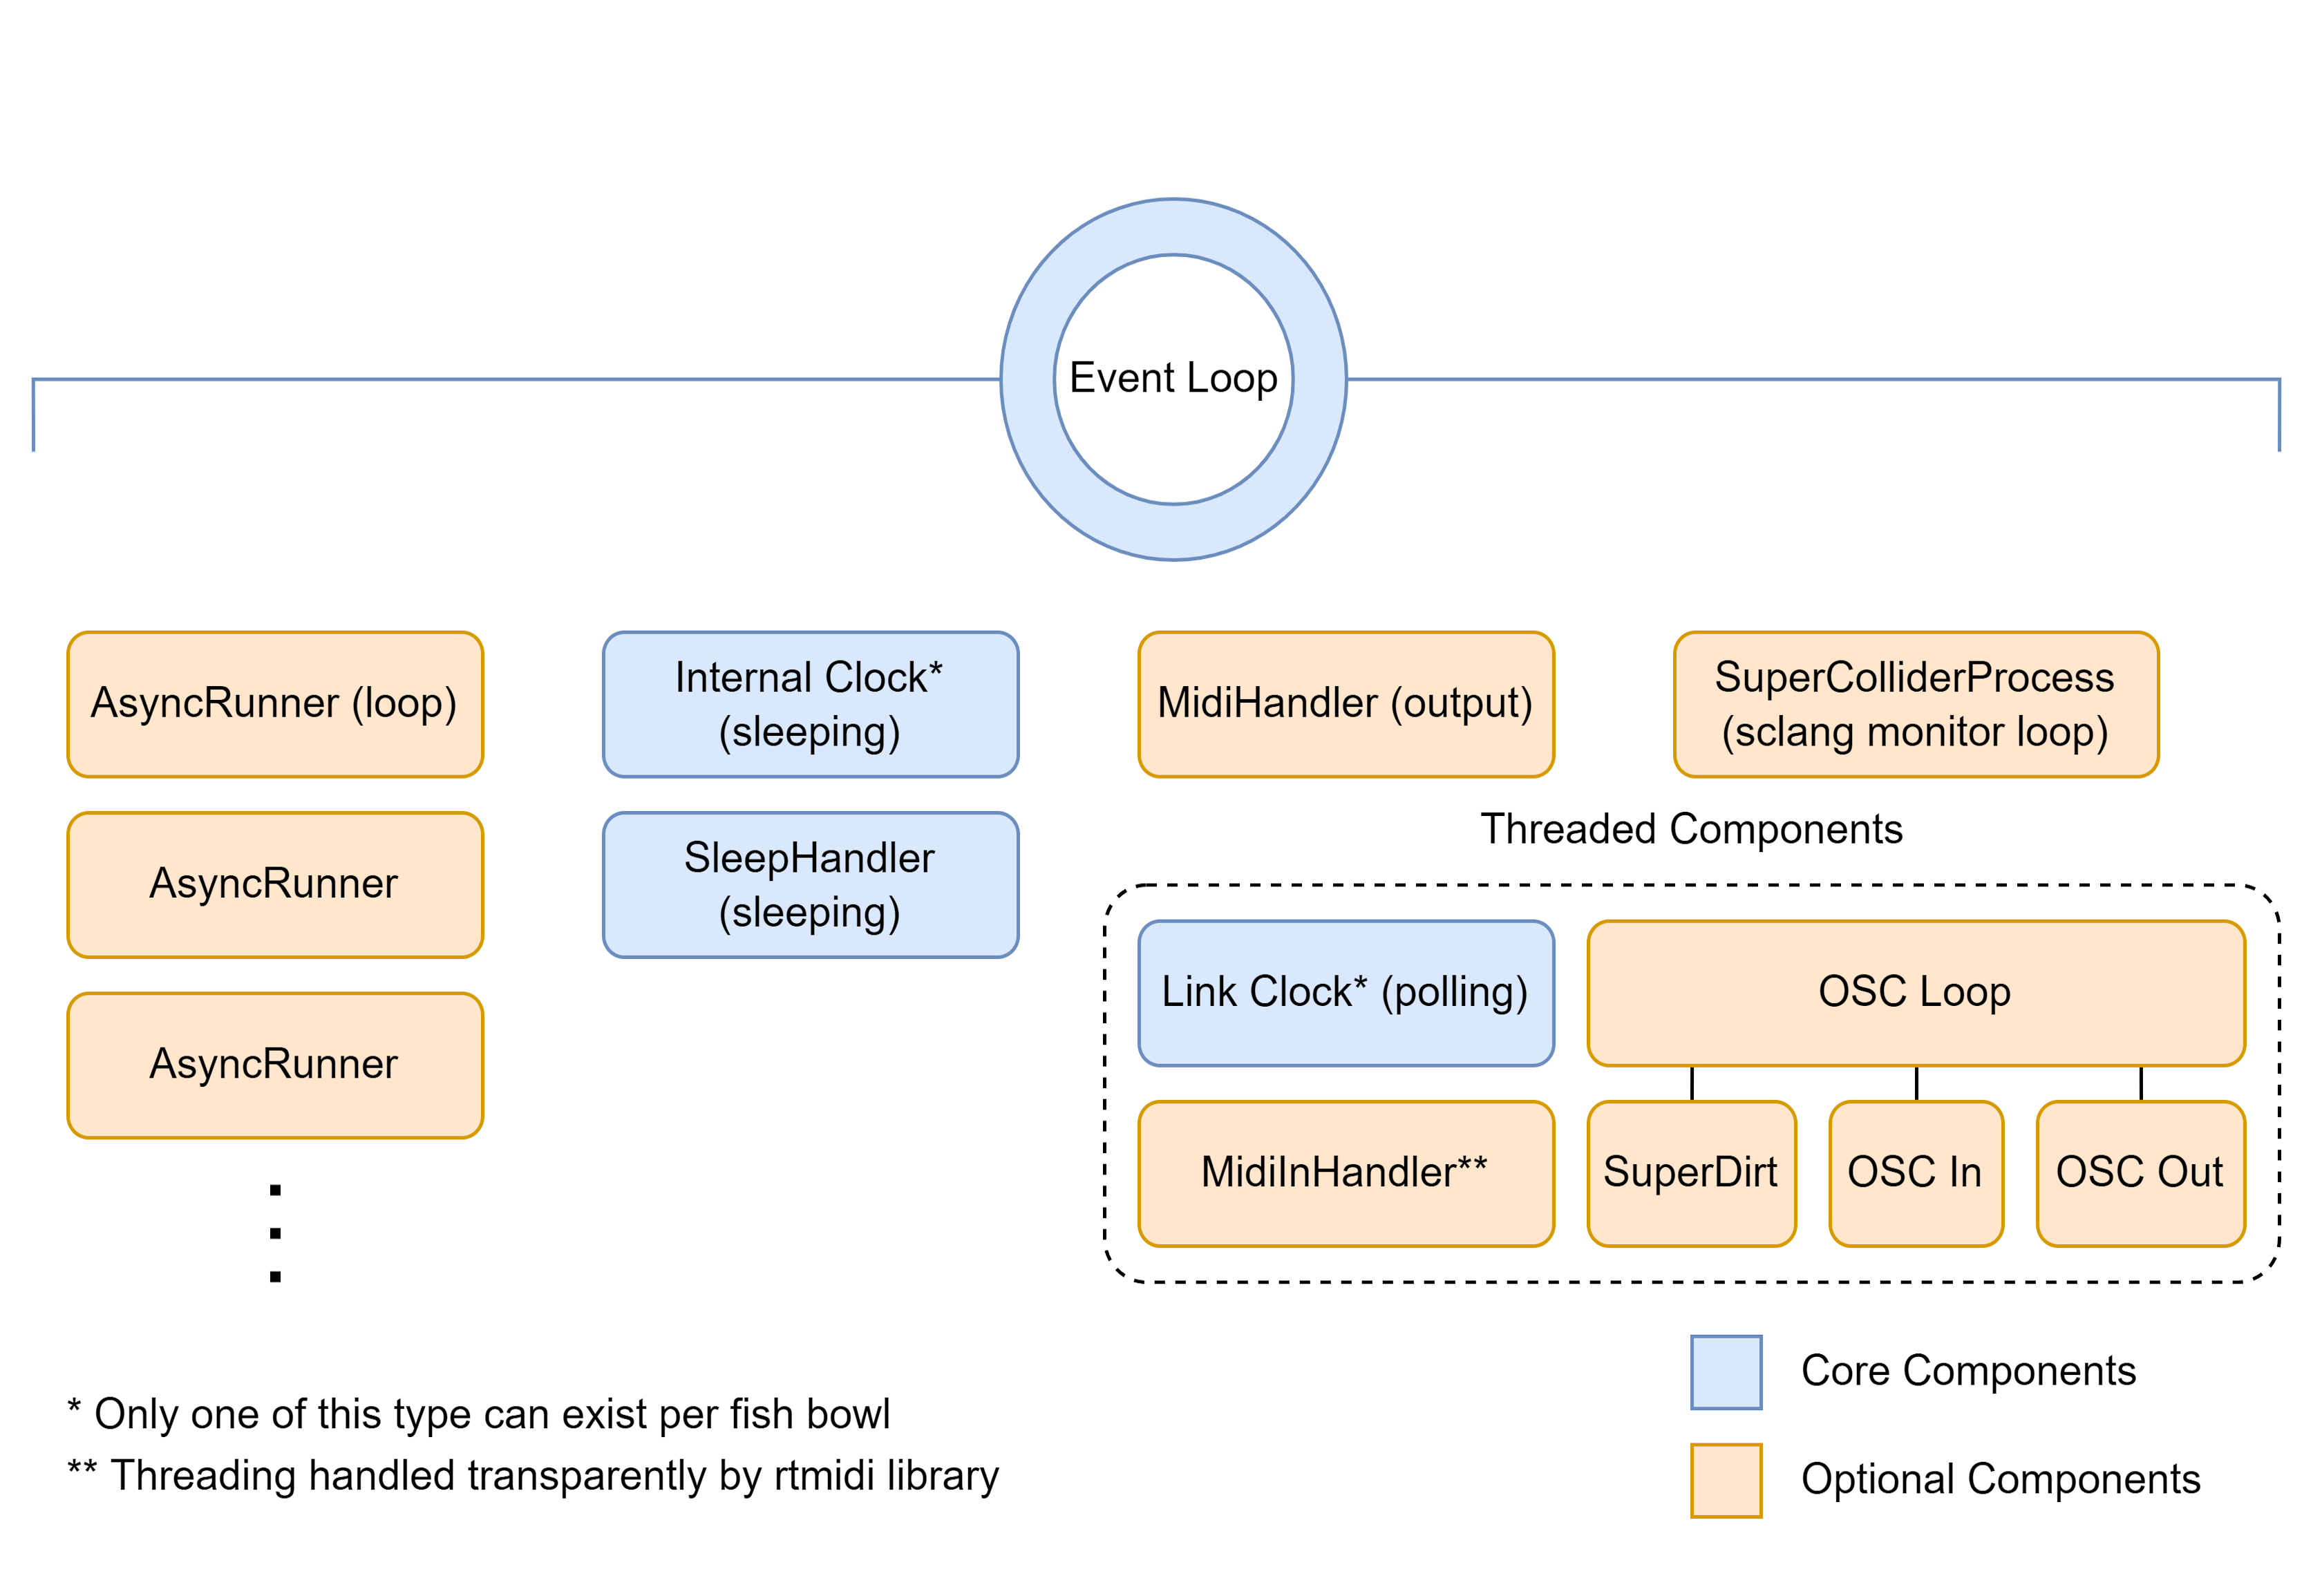 Event Loop
AsyncRunner (loop)
Internal Clock*
(sleeping)
MidiHandler (output)
SuperColliderProcess
(sclang monitor loop)
AsyncRunner
SleepHandler
(sleeping)
Threaded Components
AsyncRunner
Link Clock* (polling)
OSC Loop
MidiInHandler**
SuperDirt
OSC In
OSC Out
* Only one of this type can exist per fish bowl
** Threading handled transparently by rtmidi library
Core Components
Optional Components